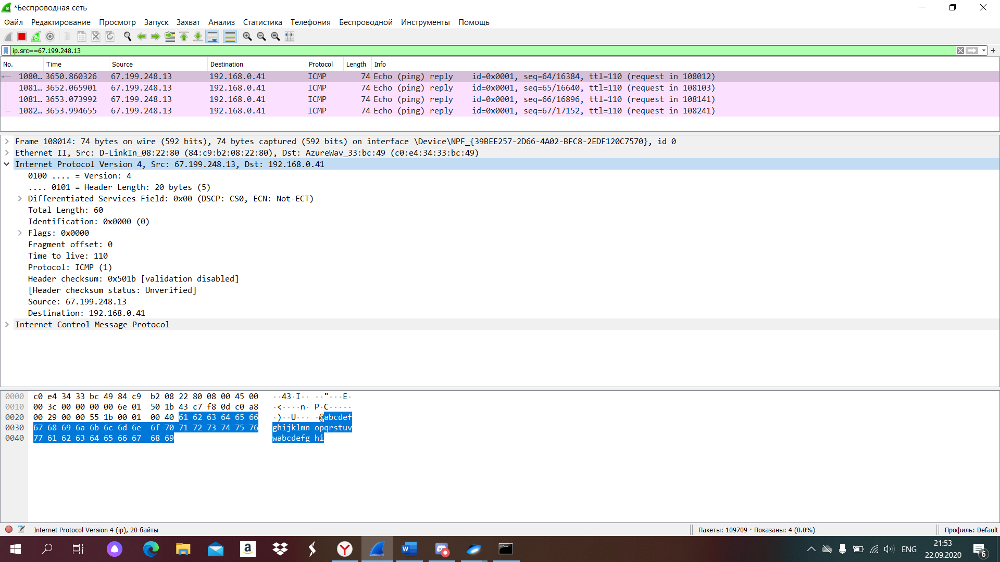 *Беспроводная сеть
Файл Редактирование Просмотр Запуск Захват Анализ Статистика Телефония Беспроводной Инструменты Помощь
ip.src==67.199.248.13
No. Time Source Destination Protocol Length Info
1080… 3650.860326 67.199.248.13 192.168.0.41 ICMP 74 Echo (ping) reply id=0x0001, seq=64/16384, ttl=110 (request in 108012)
1081… 3652.065901 67.199.248.13 192.168.0.41 ICMP 74 Echo (ping) reply id=0x0001, seq=65/16640, ttl=110 (request in 108103)
1081… 3653.073992 67.199.248.13 192.168.0.41 ICMP 74 Echo (ping) reply id=0x0001, seq=66/16896, ttl=110 (request in 108141)
1082… 3653.994655 67.199.248.13 192.168.0.41 ICMP 74 Echo (ping) reply id=0x0001, seq=67/17152, ttl=110 (request in 108241)
Frame 108014: 74 bytes on wire (592 bits), 74 bytes captured (592 bits) on interface \Device\NPF_{39BEE257-2D66-4A02-BFC8-2EDF120C7570}, id 0
Ethernet II, Src: D-LinkIn_08:22:80 (84:c9:b2:08:22:80), Dst: AzureWav_33:bc:49 (c0:e4:34:33:bc:49)
Internet Protocol Version 4, Src: 67.199.248.13, Dst: 192.168.0.41
0100 .... = Version: 4
.... 0101 = Header Length: 20 bytes (5)
Differentiated Services Field: 0x00 (DSCP: CS0, ECN: Not-ECT)
Total Length: 60
Identification: 0x0000 (0)
Flags: 0x0000
Fragment offset: 0
Time to live: 110
Protocol: ICMP (1)
Header checksum: 0x501b [validation disabled]
[Header checksum status: Unverified]
Source: 67.199.248.13
Destination: 192.168.0.41
Internet Control Message Protocol
0000 c0 e4 34 33 bc 49 84 c9 b2 08 22 80 08 00 45 00 ··43·I·· ··"···E·
0010 00 3c 00 00 00 00 6e 01 50 1b 43 c7 f8 0d c0 a8 ·<····n· P·C·····
0020 00 29 00 00 55 1b 00 01 00 40 61 62 63 64 65 66 ·)··U··· ·@abcdef
0030 67 68 69 6a 6b 6c 6d 6e 6f 70 71 72 73 74 75 76 ghijklmn opqrstuv
0040 77 61 62 63 64 65 66 67 68 69 wabcdefg hi
Internet Protocol Version 4 (ip), 20 байты Пакеты: 109709 · Показаны: 4 (0.0%) Профиль: Default
ENG 21:53
22.09.2020 6